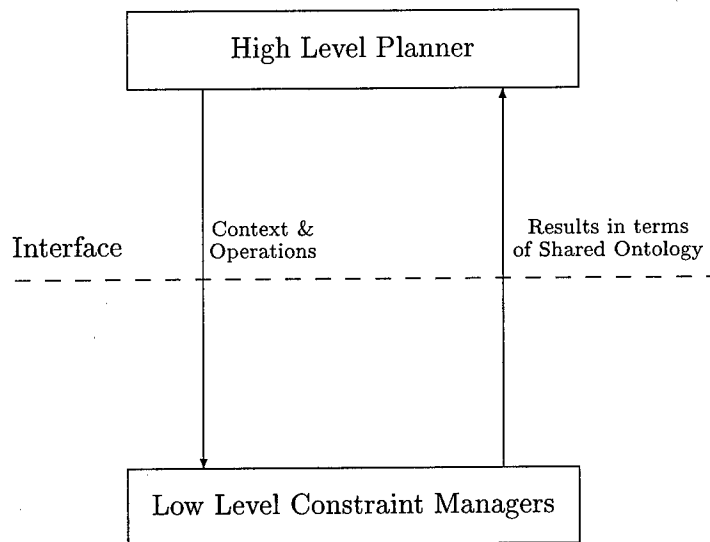 High Level Planner
Context &
Operations
Results in terms
of Shared Ontology
Interface
Low Level Constraint Managers